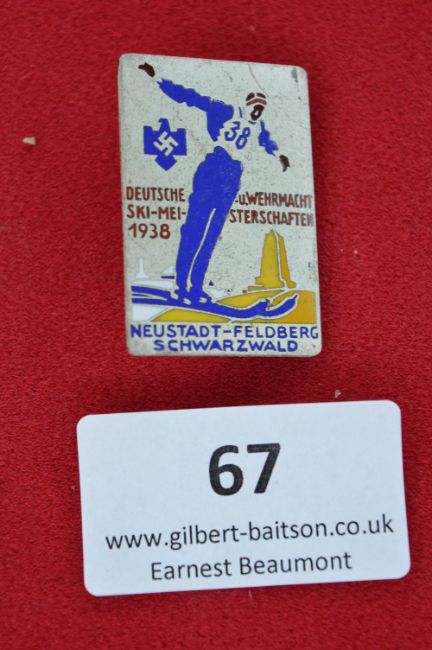 38
DEUTSCHE -u.WEHRMACHT
SKI-MEI- STERSCHAFTEN
1938
NEUSTADT-FELDBERG
SCHWARZWALD
67
www.gilbert-baitson.co.uk
Earnest Beaumont